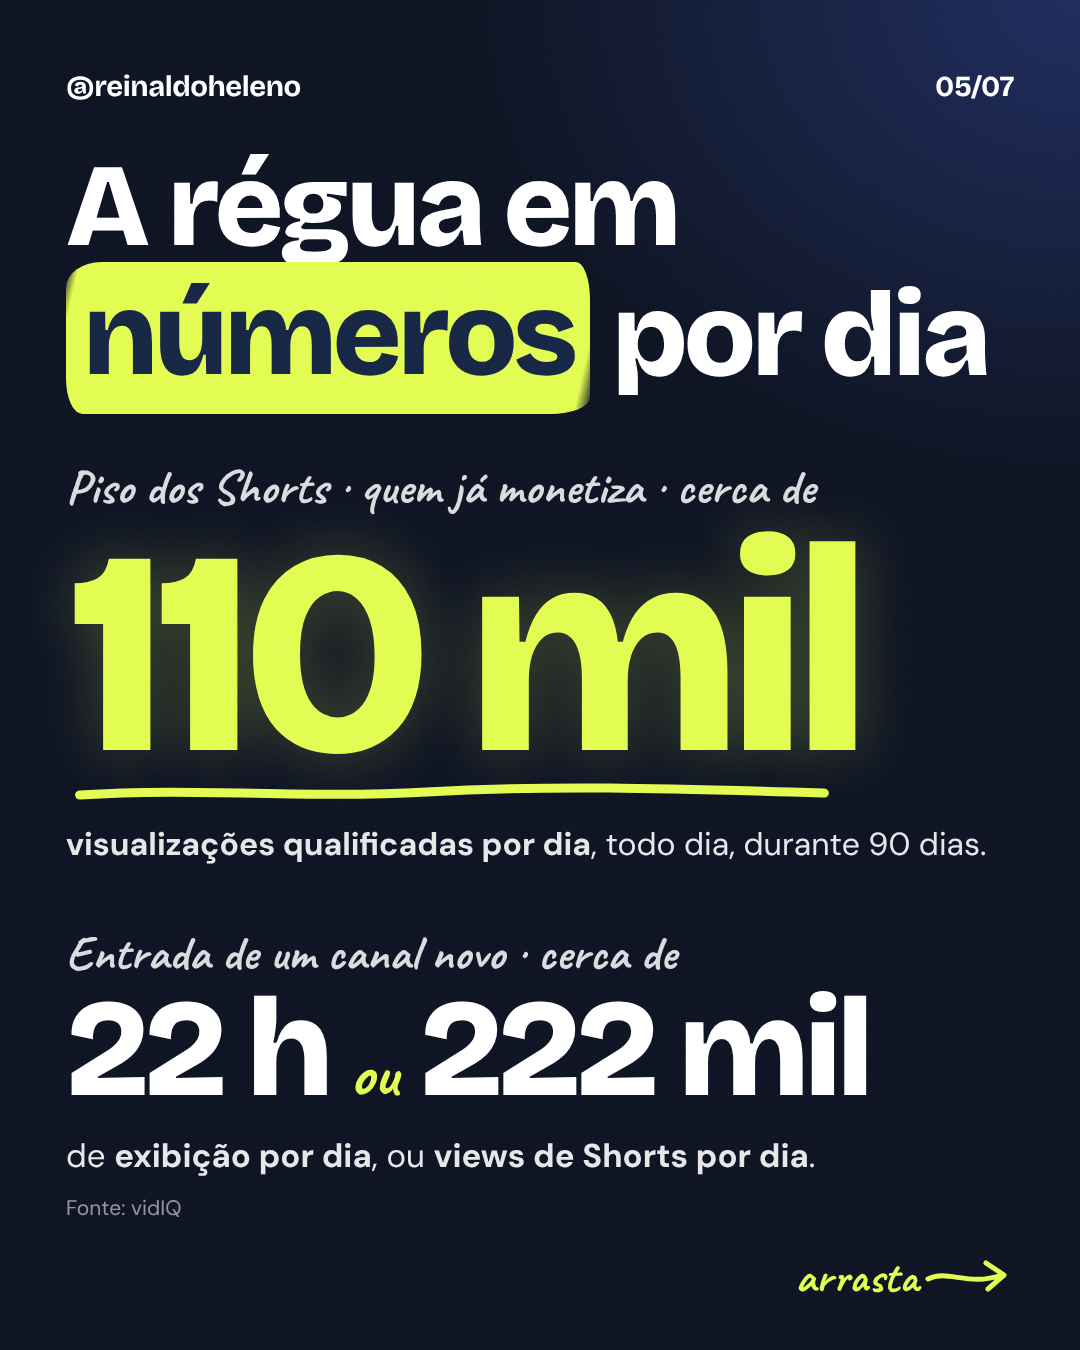 @reinaldoheleno
05/07
A régua em
números por dia
Piso dos Shorts · quem já monetiza · cerca de
110 mil
visualizações qualificadas por dia, todo dia, durante 90 dias.
Entrada de um canal novo · cerca de
22 h ou 222 mil
de exibição por dia, ou views de Shorts por dia.
Fonte: vidIQ
arrasta